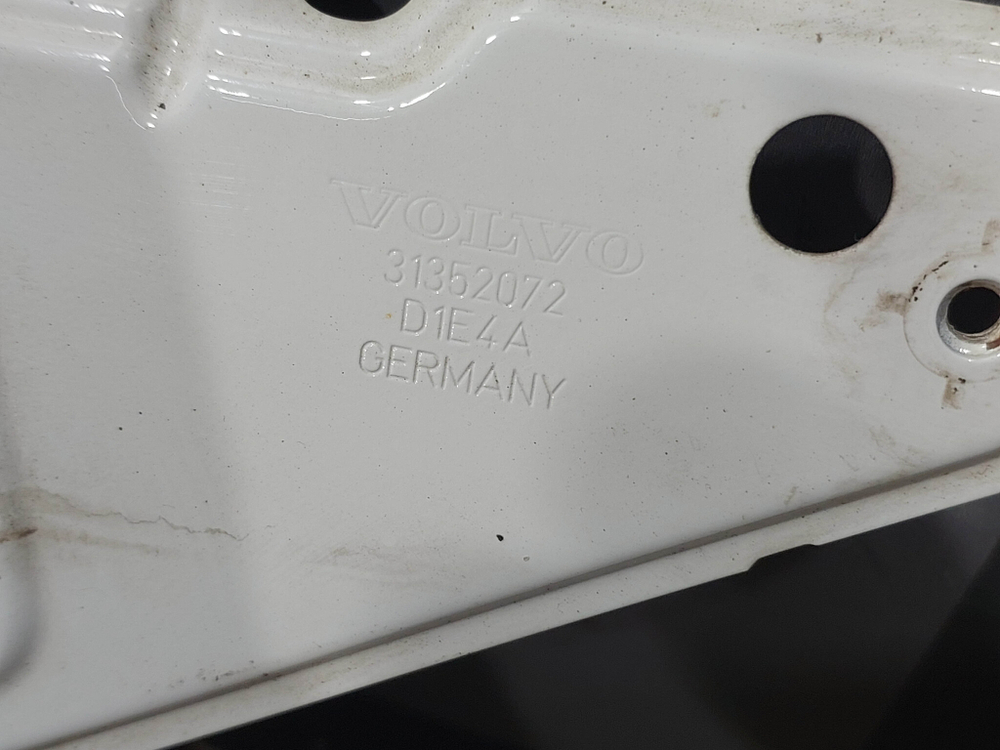 VOLVO
31352072
D1E4A
GERMANY